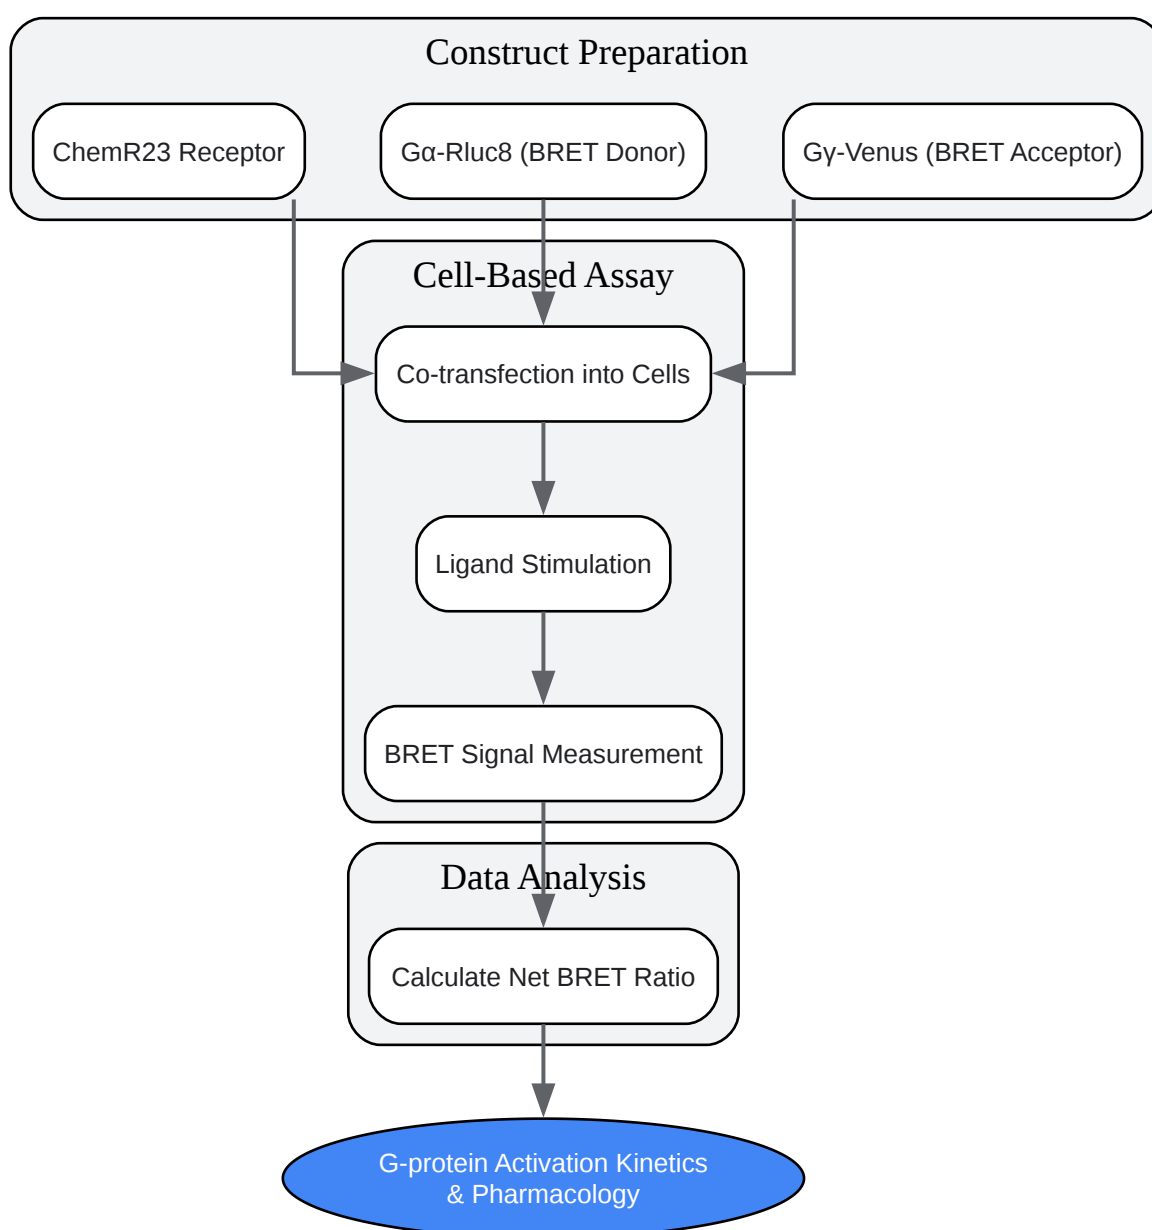 Construct Preparation
ChemR23 Receptor
Gα-Rluc8 (BRET Donor)
Gγ-Venus (BRET Acceptor)
Cell-Based Assay
Co-transfection into Cells
Ligand Stimulation
BRET Signal Measurement
Data Analysis
Calculate Net BRET Ratio
G-protein Activation Kinetics
& Pharmacology